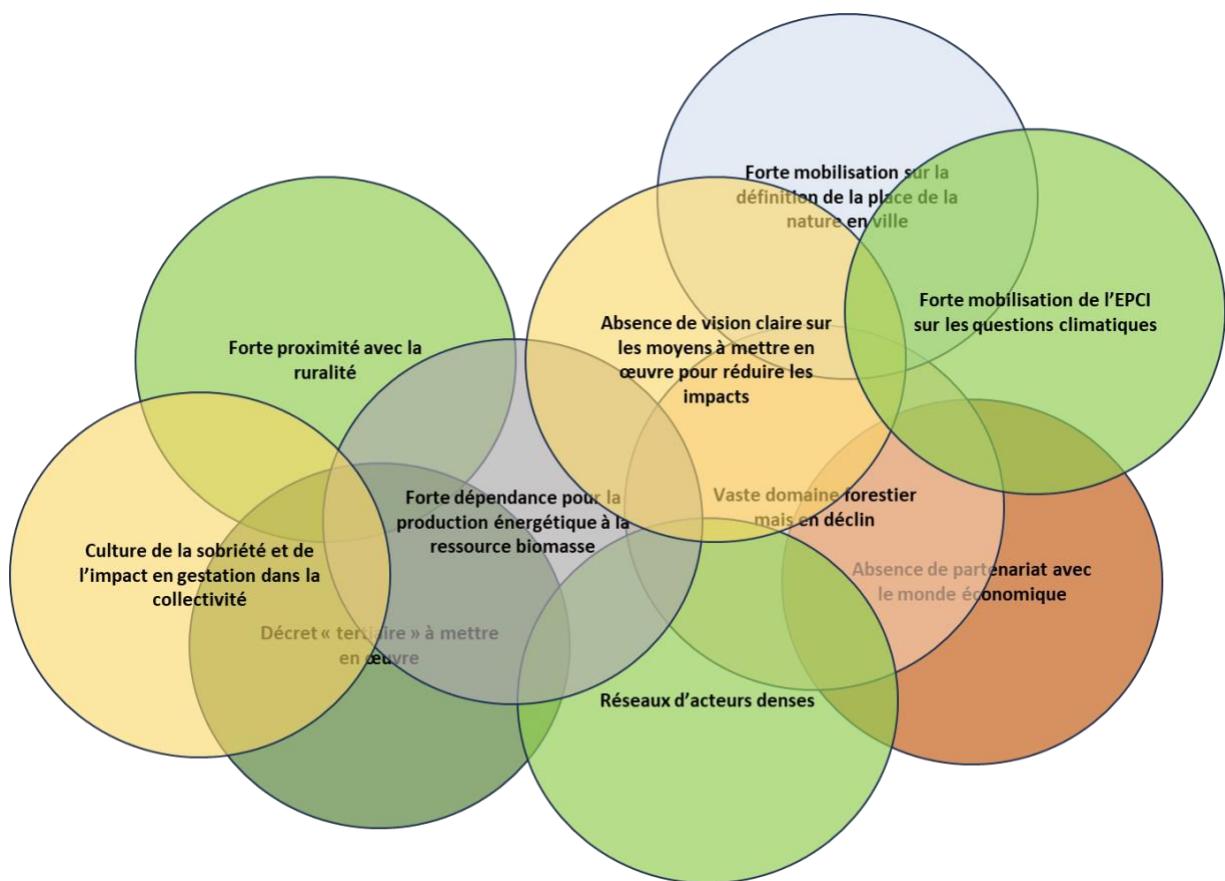 Forte mobilisation sur la
définition de la place de la
nature en ville
Forte mobilisation de l’EPCI
sur les questions climatiques
Absence de vision claire sur
les moyens à mettre en
œuvre pour réduire les
impacts
Forte proximité avec la
ruralité
Forte dépendance pour la
production énergétique à la
ressource biomasse
Vaste domaine forestier
mais en déclin
Culture de la sobriété et de
l’impact en gestation dans la
collectivité
Absence de partenariat avec
le monde économique
Décret « tertiaire » à mettre
en œuvre
Réseaux d’acteurs denses